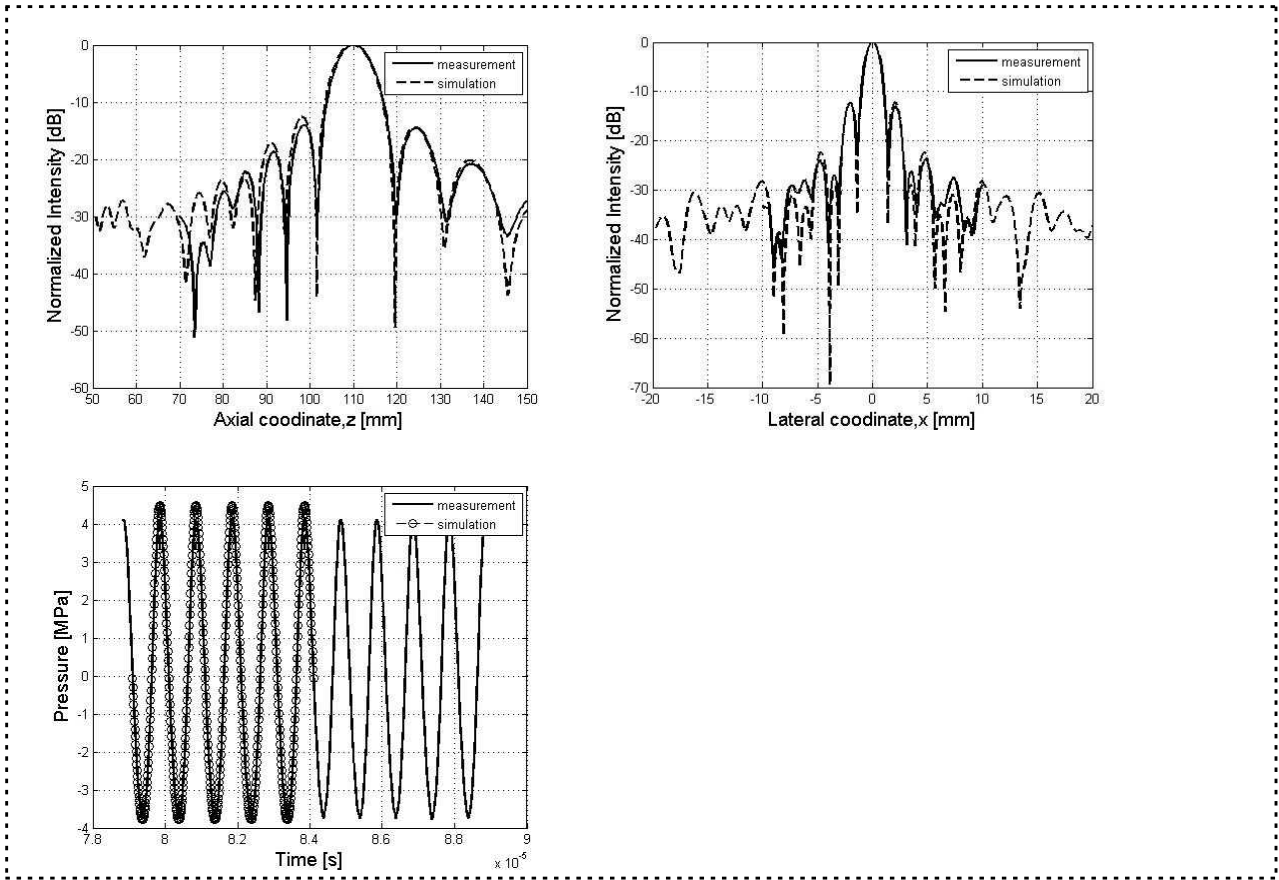 Normalized Intensity [dB]
0
-10
-20
-30
-40
-50
-60
measurement
simulation
50 60 70 80 90 100 110 120 130 140 150
Axial coodinate,z [mm]
Normalized Intensity [dB]
0
-10
-20
-30
-40
-50
-60
-70
measurement
simulation
-20 -15 -10 -5 0 5 10 15 20
Lateral coodinate,x [mm]
Pressure [MPa]
5
4
3
2
1
0
-1
-2
-3
-4
measurement
simulation
7.8 8 8.2 8.4 8.6 8.8 9
Time [s]
x 10-5